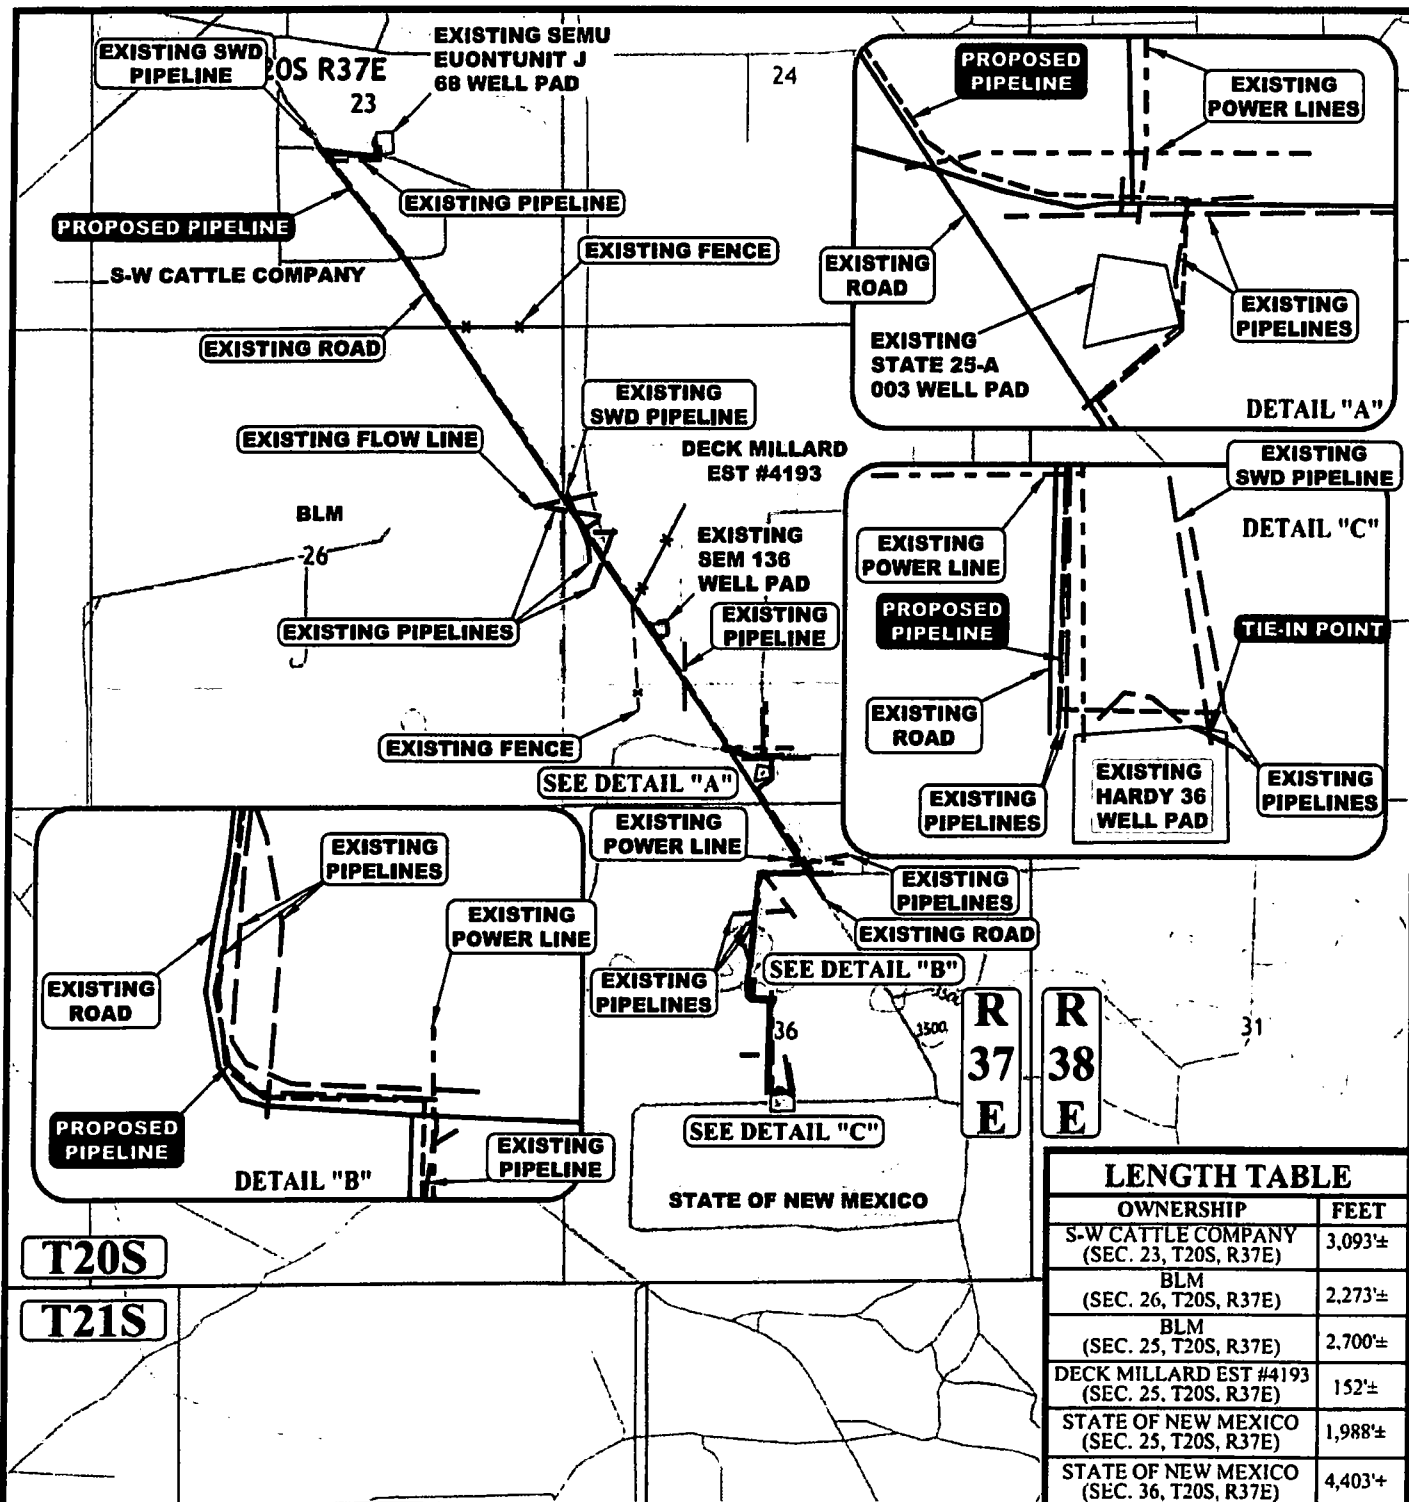 EXISTING SWD
PIPELINE
20S R37E
23
EXISTING SEMU
EUONTUNIT J
68 WELL PAD
24
EXISTING PIPELINE
PROPOSED PIPELINE
S-W CATTLE COMPANY
EXISTING FENCE
EXISTING ROAD
EXISTING
SWD PIPELINE
EXISTING FLOW LINE
DECK MILLARD
EST #4193
BLM
26
EXISTING
SEM 136
WELL PAD
EXISTING PIPELINES
EXISTING
PIPELINE
EXISTING FENCE
SEE DETAIL "A"
EXISTING
POWER LINE
EXISTING
PIPELINES
EXISTING ROAD
SEE DETAIL "B"
EXISTING
PIPELINES
36
3500
3500
31
SEE DETAIL "C"
STATE OF NEW MEXICO
R
37
E
R
38
E
T20S
T21S
PROPOSED
PIPELINE
EXISTING
POWER LINES
EXISTING
ROAD
EXISTING
PIPELINES
EXISTING
STATE 25-A
003 WELL PAD
DETAIL "A"
EXISTING
SWD PIPELINE
DETAIL "C"
EXISTING
POWER LINE
PROPOSED
PIPELINE
TIE-IN POINT
EXISTING
ROAD
EXISTING
PIPELINES
EXISTING
HARDY 36
WELL PAD
EXISTING
PIPELINES
EXISTING
PIPELINES
EXISTING
POWER LINE
EXISTING
ROAD
PROPOSED
PIPELINE
EXISTING
PIPELINE
DETAIL "B"
LENGTH TABLE
OWNERSHIP FEET
S-W CATTLE COMPANY
(SEC. 23, T20S, R37E) 3,093'±
BLM
(SEC. 26, T20S, R37E) 2,273'±
BLM
(SEC. 25, T20S, R37E) 2,700'±
DECK MILLARD EST #4193
(SEC. 25, T20S, R37E) 152'±
STATE OF NEW MEXICO
(SEC. 25, T20S, R37E) 1,988'±
STATE OF NEW MEXICO
(SEC. 36, T20S, R37E) 4,403'±